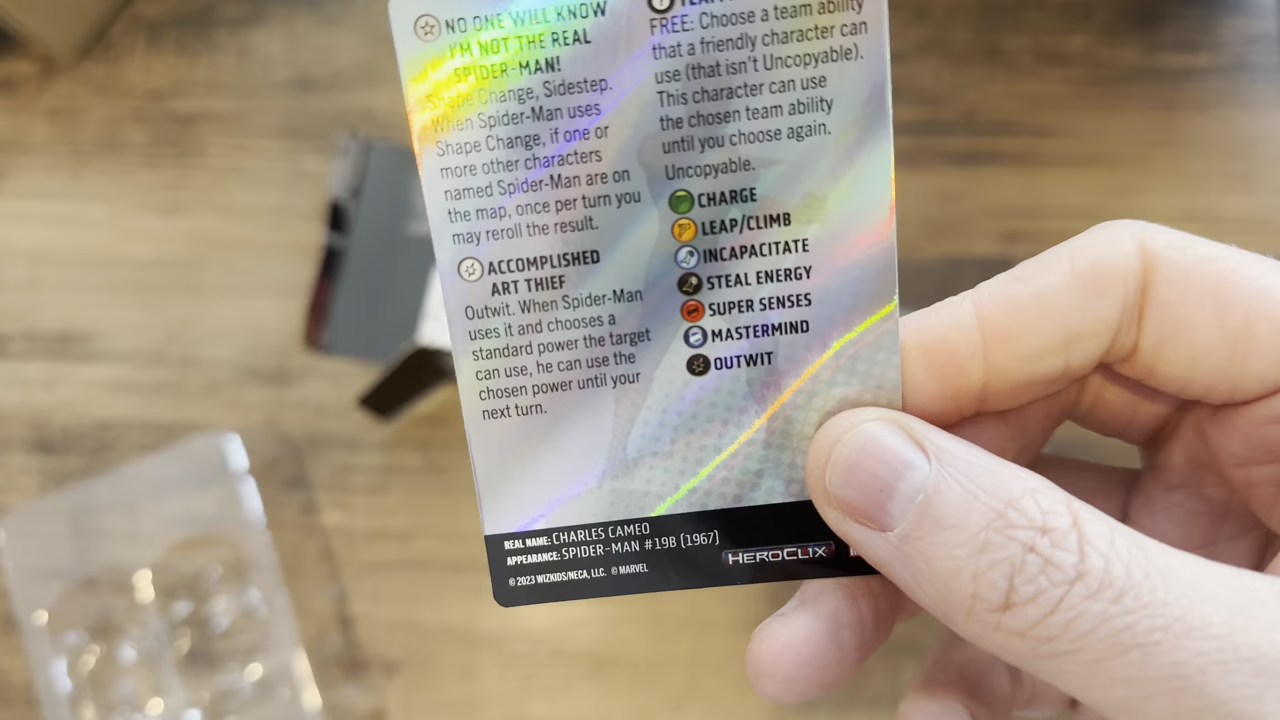 NO ONE WILL KNOW
I'M NOT THE REAL
SPIDER-MAN!
Shape Change, Sidestep.
When Spider-Man uses
Shape Change, if one or
more other characters
named Spider-Man are on
the map, once per turn you
may reroll the result.
ACCOMPLISHED
ART THIEF
Outwit. When Spider-Man
uses it and chooses a
standard power the target
can use, he can use the
chosen power until your
next turn.
FREE: Choose a team ability
that a friendly character can
use (that isn't Uncopyable).
This character can use
the chosen team ability
until you choose again.
Uncopyable.
CHARGE
LEAP/CLIMB
INCAPACITATE
STEAL ENERGY
SUPER SENSES
MASTERMIND
OUTWIT
REAL NAME: CHARLES CAMEO
APPEARANCE: SPIDER-MAN #19B (1967)
© 2023 WIZKIDS/NECA, LLC. © MARVEL
HEROCLIX